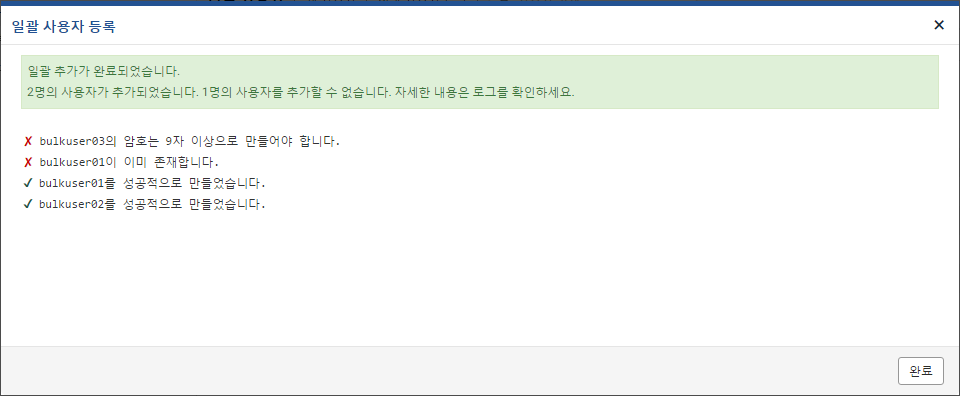 일괄 사용자 등록
일괄 추가가 완료되었습니다.
2명의 사용자가 추가되었습니다. 1명의 사용자를 추가할 수 없습니다. 자세한 내용은 로그를 확인하세요.
✘ bulkuser03의 암호는 9자 이상으로 만들어야 합니다.
✘ bulkuser01이 이미 존재합니다.
✔ bulkuser01를 성공적으로 만들었습니다.
✔ bulkuser02를 성공적으로 만들었습니다.
완료